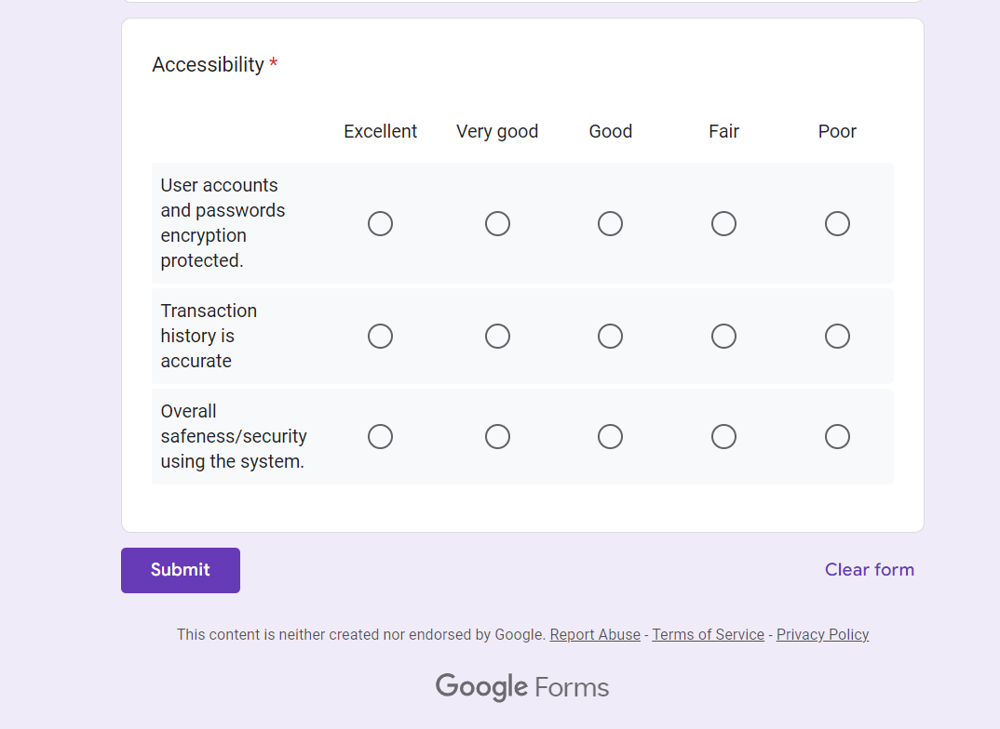 Accessibility *
Excellent Very good Good Fair Poor
User accounts
and passwords
encryption
protected.
Transaction
history is
accurate
Overall
safeness/security
using the system.
Submit Clear form
This content is neither created nor endorsed by Google. Report Abuse - Terms of Service - Privacy Policy
Google Forms